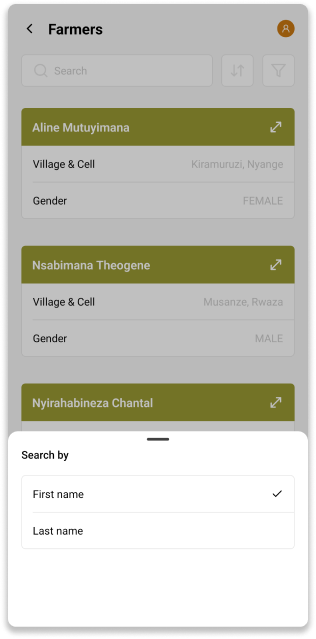 Farmers
Search
Aline Mutuyimana
Village & Cell Kiramuruzi, Nyange
Gender FEMALE
Nsabimana Theogene
Village & Cell Musanze, Rwaza
Gender MALE
Nyirahabineza Chantal
Search by
First name
Last name